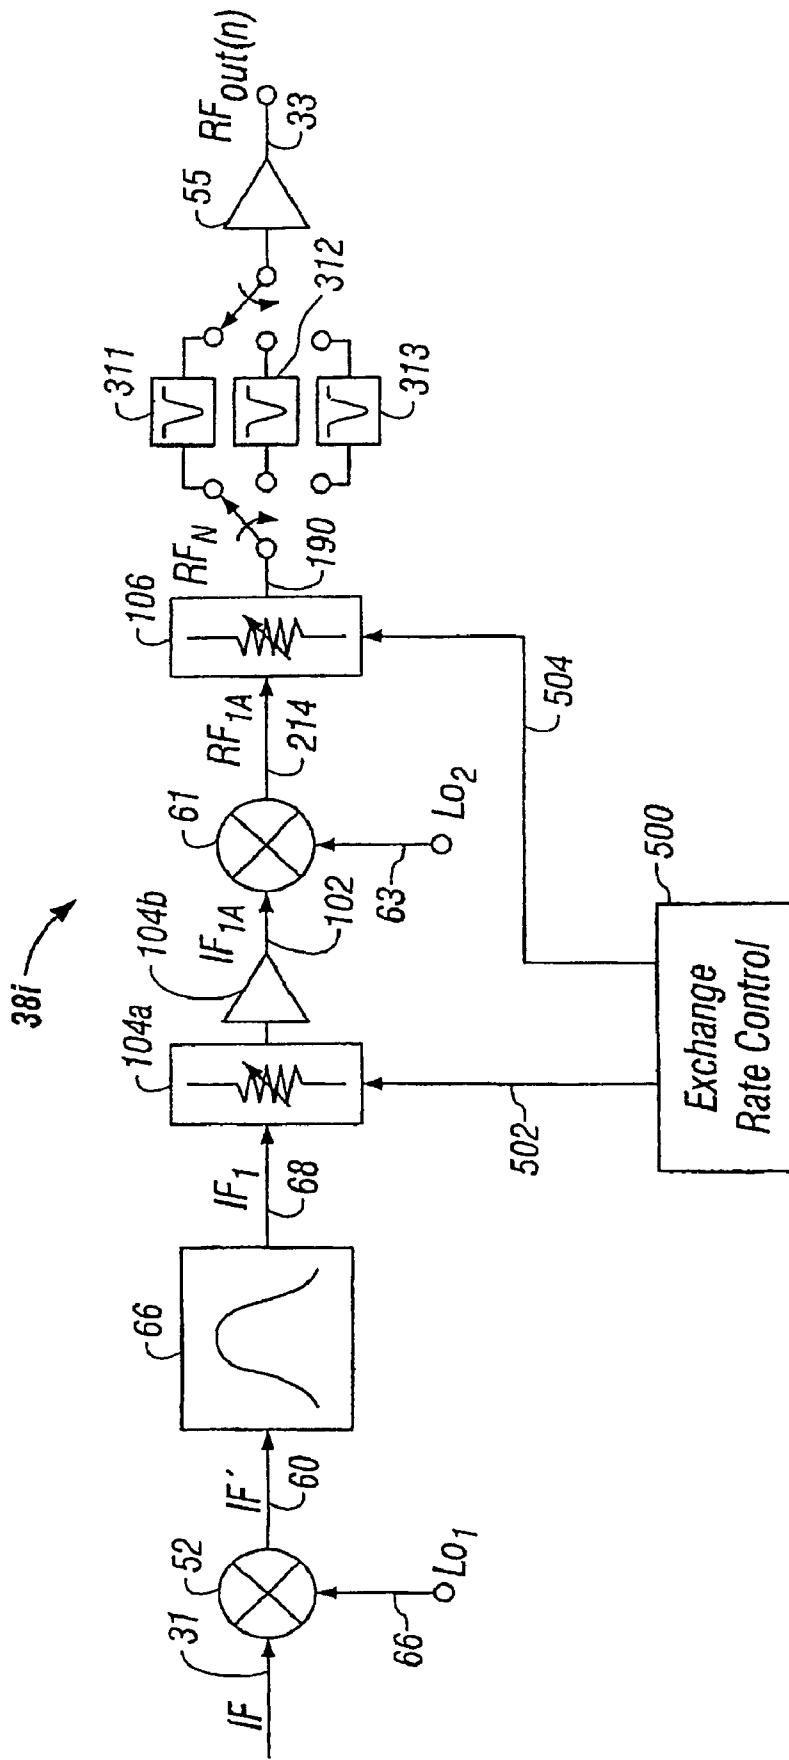 38i
IF
31
52
IF′
60
66
Lo1
66
IF1
68
104a
104b
IF1A
102
61
63
Lo2
RF1A
214
106
RFN
190
311
312
313
55
RFout(n)
33
502
504
500
Exchange
Rate Control